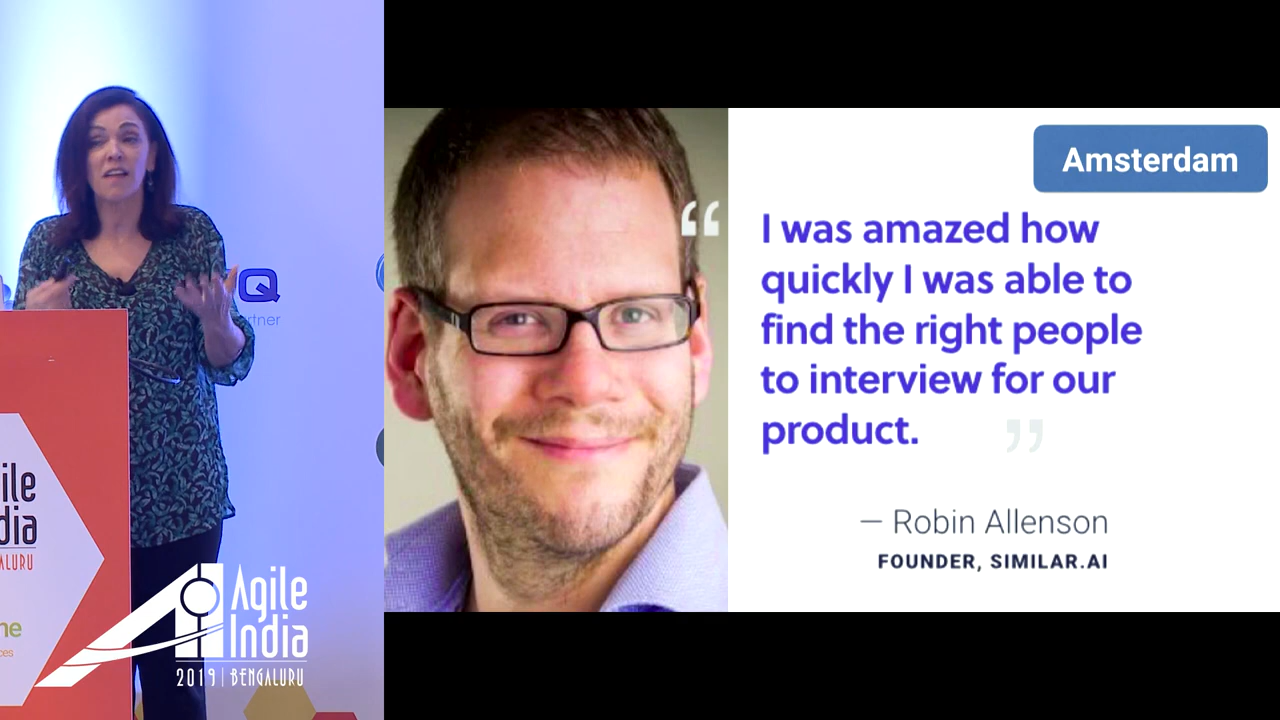 Q
Agile
India
2019 | BENGALURU
Amsterdam
“
I was amazed how
quickly I was able to
find the right people
to interview for our
product.
”
— Robin Allenson
FOUNDER, SIMILAR.AI